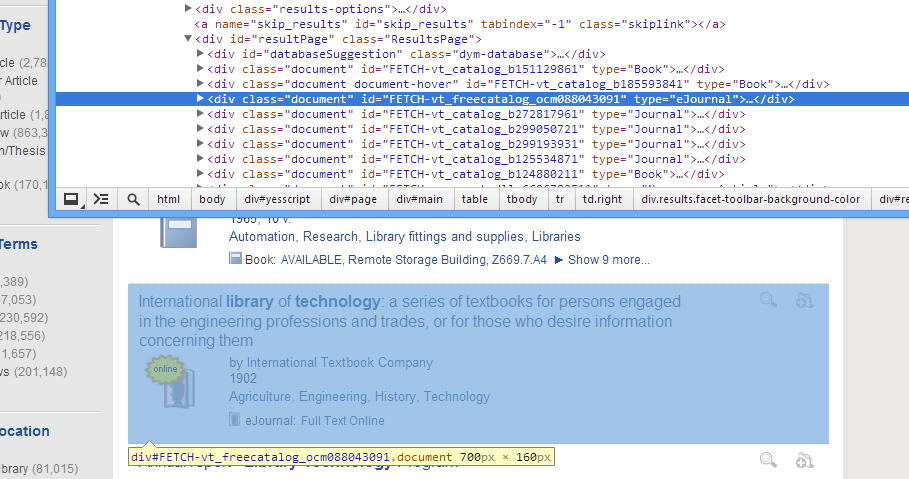 <div class="results-options">…</div>
<a name="skip_results" id="skip_results" tabindex="-1" class="skiplink"></a>
<div id="resultPage" class="ResultsPage">
<div id="databaseSuggestion" class="dym-database">…</div>
<div class="document" id="FETCH-vt_catalog_b151129861" type="Book">…</div>
<div class="document document-hover" id="FETCH-vt_catalog_b185593841" type="Book">…</div>
<div class="document" id="FETCH-vt_freecatalog_ocm088043091" type="eJournal">…</div>
<div class="document" id="FETCH-vt_catalog_b272817961" type="Journal">…</div>
<div class="document" id="FETCH-vt_catalog_b299050721" type="Journal">…</div>
<div class="document" id="FETCH-vt_catalog_b299193931" type="Journal">…</div>
<div class="document" id="FETCH-vt_catalog_b125534871" type="Journal">…</div>
<div class="document" id="FETCH-vt_catalog_b124880211" type="Book">…</div>
html body div#yesscript div#page div#main table tbody tr td.right div.results.facet-toolbar-background-color div#re
Type
cle (2,78
r Article
)
rticle (1,8
w (863,3
n/Thesis
ok (170,1
Terms
,389)
7,053)
230,592)
218,556)
1,657)
ws (201,148)
ocation
ibrary (81,015)
1965, 10 v.
Automation, Research, Library fittings and supplies, Libraries
Book: AVAILABLE, Remote Storage Building, Z669.7.A4 ▶ Show 9 more...
International library of technology: a series of textbooks for persons engaged
in the engineering professions and trades, or for those who desire information
concerning them
online
by International Textbook Company
1902
Agriculture, Engineering, History, Technology
eJournal: Full Text Online
div#FETCH-vt_freecatalog_ocm088043091.document 700px × 160px
Library Technology Program